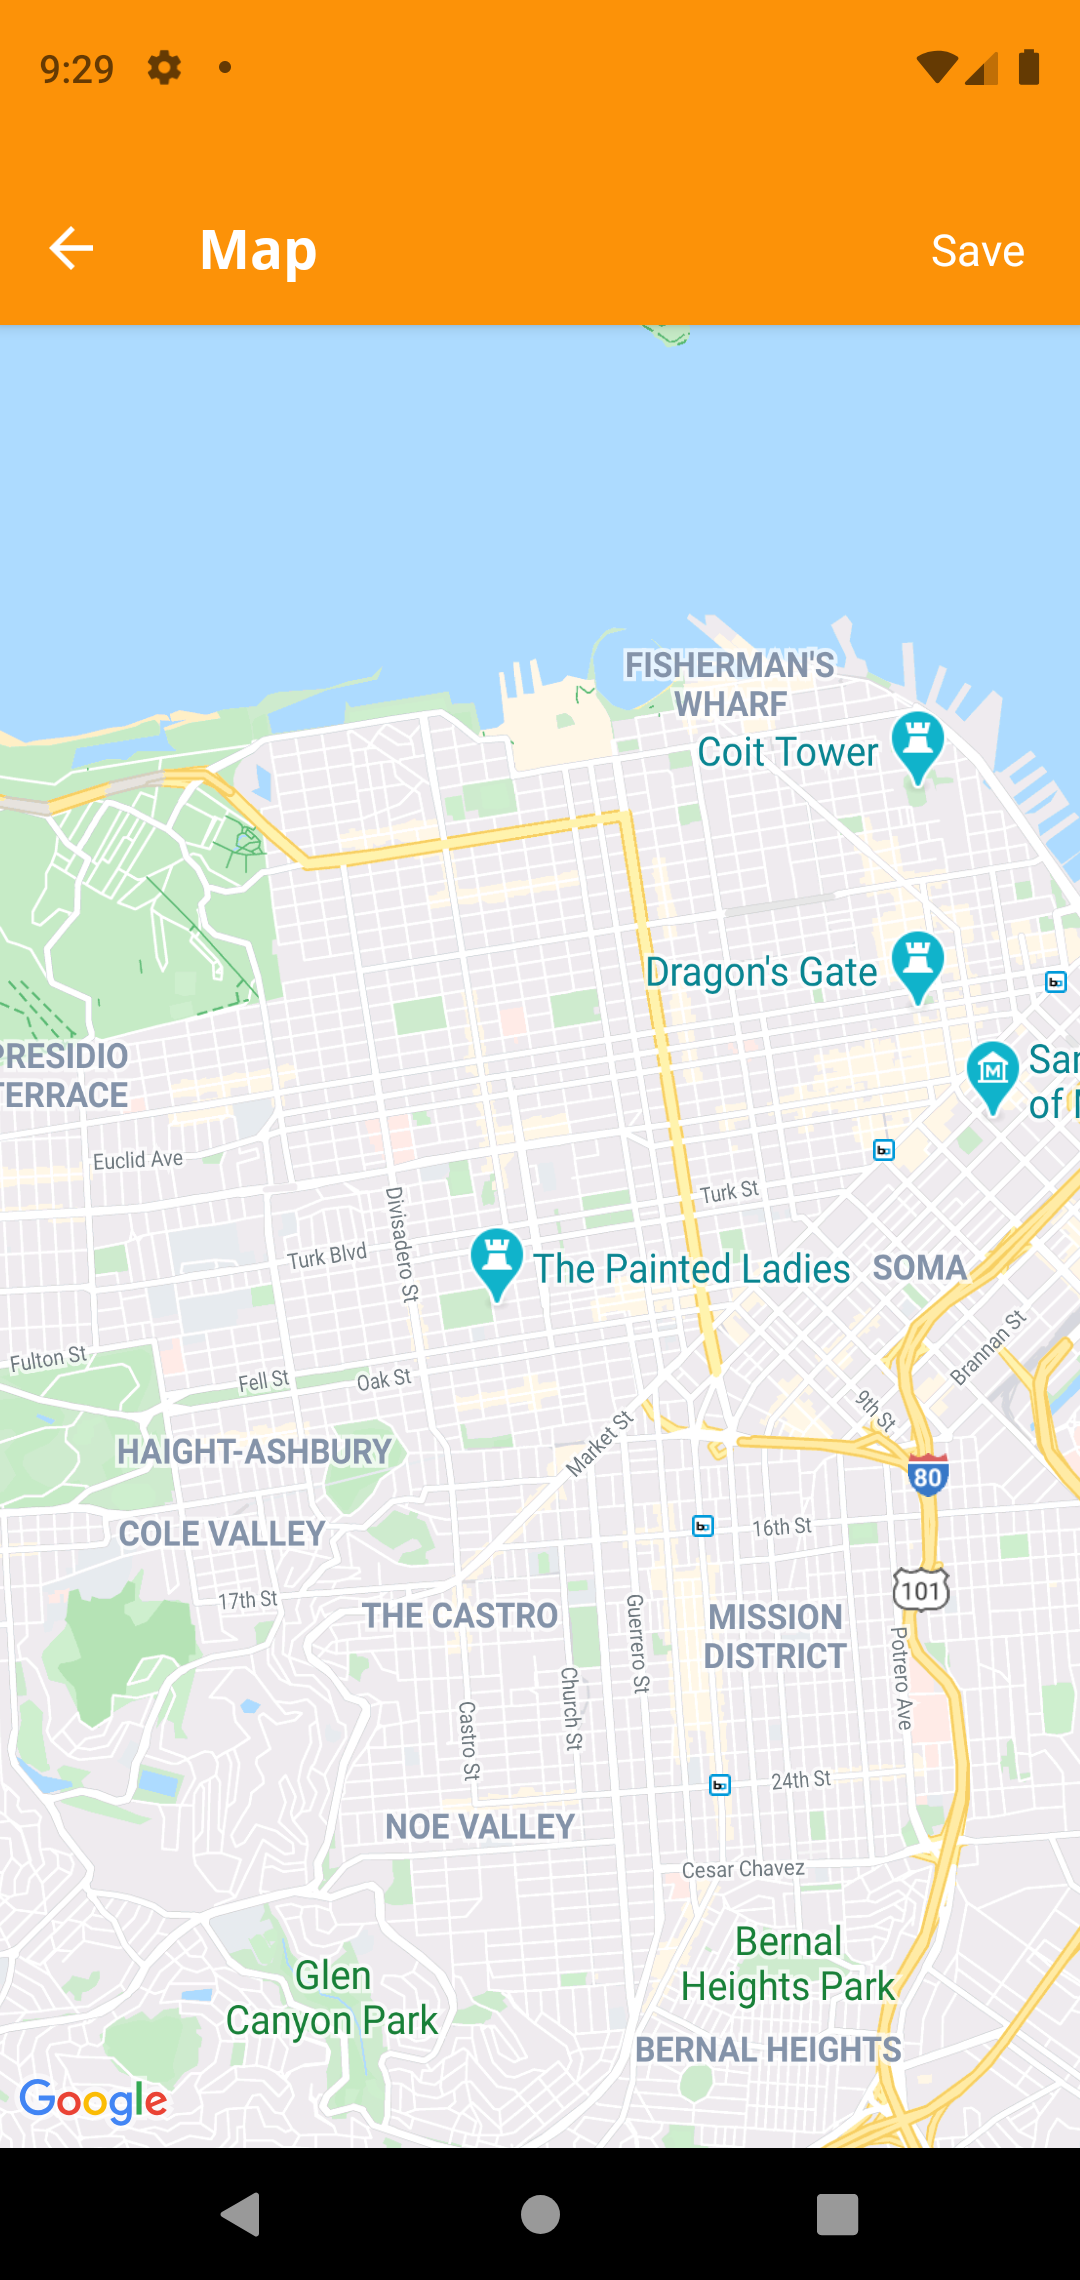 9:29
Map
Save
FISHERMAN'S
WHARF
Coit Tower
Dragon's Gate
PRESIDIO
TERRACE
San
of
Euclid Ave
Divisadero St
Turk St
Turk Blvd
The Painted Ladies
SOMA
Brannan St
Fulton St
Fell St
Oak St
9th St
Market St
HAIGHT-ASHBURY
80
COLE VALLEY
16th St
17th St
101
THE CASTRO
Guerrero St
MISSION
DISTRICT
Potrero Ave
Church St
Castro St
24th St
NOE VALLEY
Cesar Chavez
Bernal
Heights Park
Glen
Canyon Park
BERNAL HEIGHTS
Google